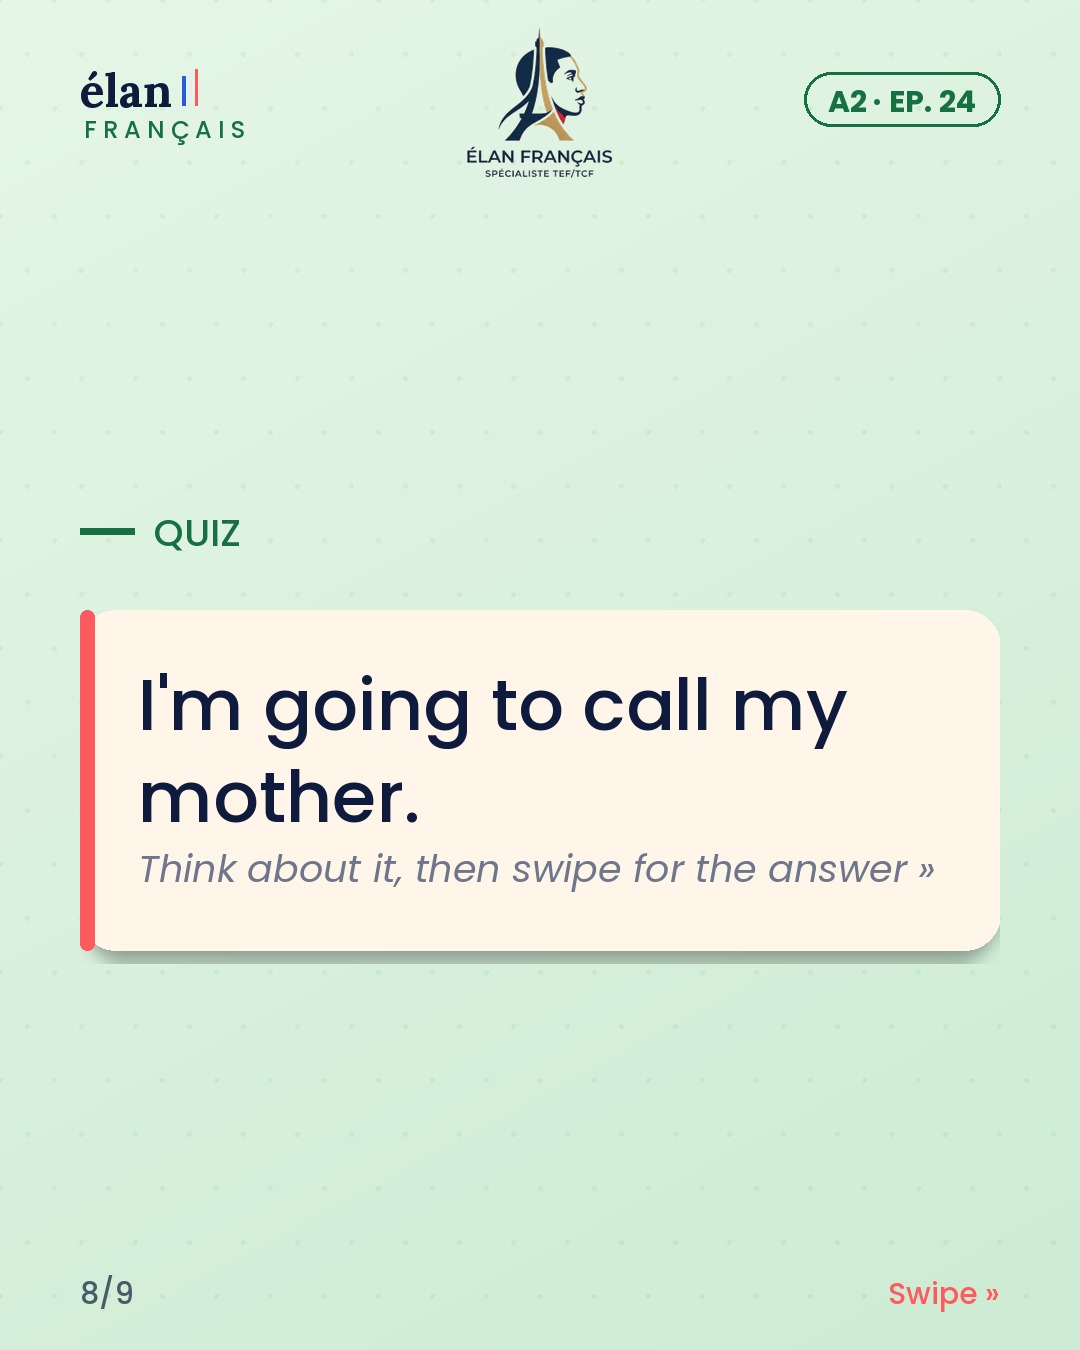 élan
FRANÇAIS
ÉLAN FRANÇAIS
SPÉCIALISTE TEF/TCF
A2 · EP. 24
QUIZ
I'm going to call my
mother.
Think about it, then swipe for the answer »
8/9
Swipe »